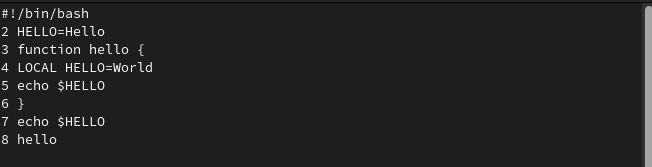 #!/bin/bash
2 HELLO=Hello
3 function hello {
4 LOCAL HELLO=World
5 echo $HELLO
6 }
7 echo $HELLO
8 hello